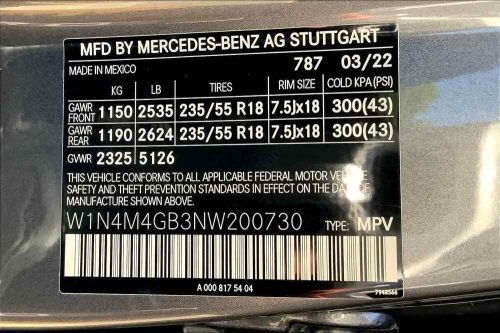 MFD BY MERCEDES-BENZ AG STUTTGART
MADE IN MEXICO 787 03/22
KG LB TIRES RIM SIZE COLD KPA(PSI)
GAWR FRONT 1150 2535 235/55 R18 7.5Jx18 300(43)
GAWR REAR 1190 2624 235/55 R18 7.5Jx18 300(43)
GVWR 2325 5126
THIS VEHICLE CONFORMS TO ALL APPLICABLE FEDERAL MOTOR VEHICLE
SAFETY AND THEFT PREVENTION STANDARDS IN EFFECT ON THE DATE OF
MANUFACTURE SHOWN ABOVE.
W1N4M4GB3NW200730 TYPE: MPV
A 000 817 54 04 7948566